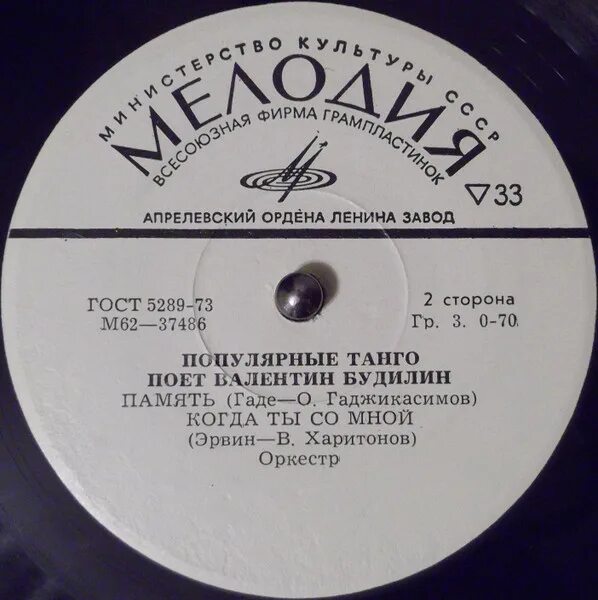 МИНИСТЕРСТВО КУЛЬТУРЫ СССР
МЕЛОДИЯ
ВСЕСОЮЗНАЯ ФИРМА ГРАМПЛАСТИНОК
▽33
АПРЕЛЕВСКИЙ ОРДЕНА ЛЕНИНА ЗАВОД
ГОСТ 5289-73
М62—37486
2 сторона
Гр. 3. 0-70
ПОПУЛЯРНЫЕ ТАНГО
ПОЕТ ВАЛЕНТИН БУДИЛИН
ПАМЯТЬ (Гаде—О. Гаджикасимов)
КОГДА ТЫ СО МНОЙ
(Эрвин—В. Харитонов)
Оркестр